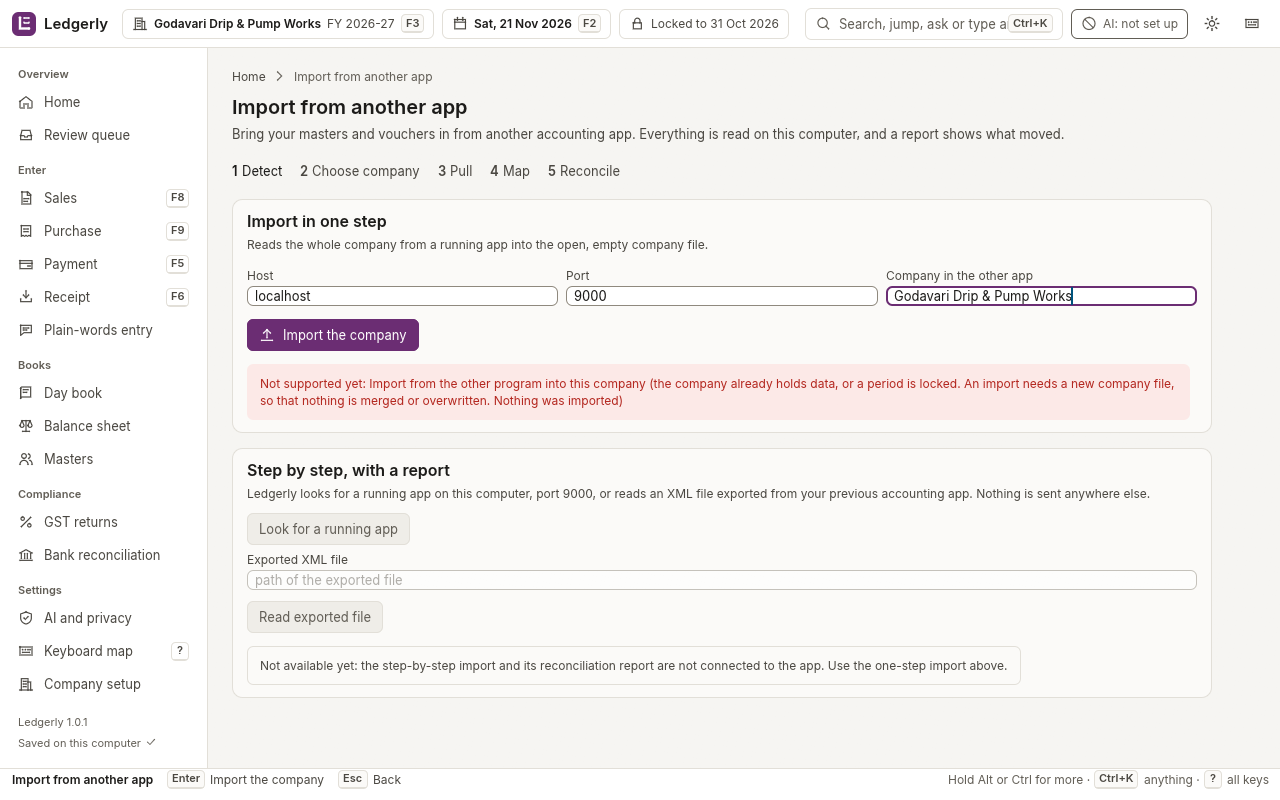 Ledgerly
Godavari Drip & Pump Works FY 2026-27 F3
Sat, 21 Nov 2026 F2
Locked to 31 Oct 2026
Search, jump, ask or type a Ctrl+K
AI: not set up
Overview
Home
Review queue
Enter
Sales F8
Purchase F9
Payment F5
Receipt F6
Plain-words entry
Books
Day book
Balance sheet
Masters
Compliance
GST returns
Bank reconciliation
Settings
AI and privacy
Keyboard map ?
Company setup
Ledgerly 1.0.1
Saved on this computer
Home > Import from another app
Import from another app
Bring your masters and vouchers in from another accounting app. Everything is read on this computer, and a report shows what moved.
1 Detect 2 Choose company 3 Pull 4 Map 5 Reconcile
Import in one step
Reads the whole company from a running app into the open, empty company file.
Host Port Company in the other app
localhost 9000 Godavari Drip & Pump Works
Import the company
Not supported yet: Import from the other program into this company (the company already holds data, or a period is locked. An import needs a new company file,
so that nothing is merged or overwritten. Nothing was imported)
Step by step, with a report
Ledgerly looks for a running app on this computer, port 9000, or reads an XML file exported from your previous accounting app. Nothing is sent anywhere else.
Look for a running app
Exported XML file
path of the exported file
Read exported file
Not available yet: the step-by-step import and its reconciliation report are not connected to the app. Use the one-step import above.
Import from another app Enter Import the company Esc Back
Hold Alt or Ctrl for more · Ctrl+K anything · ? all keys